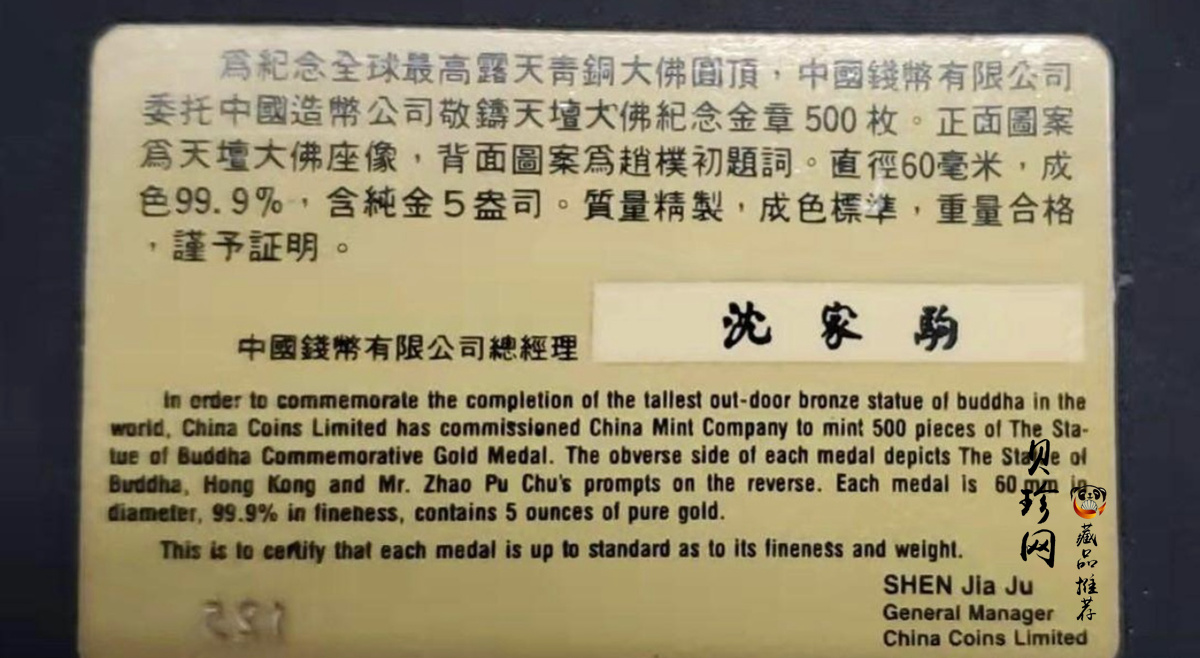 為紀念全球最高露天青銅大佛圓頂，中國錢幣有限公司
委托中國造幣公司敬鑄天壇大佛紀念金章500枚。正面圖案
為天壇大佛座像，背面圖案為趙樸初題詞。直徑60毫米，成
色99.9%，含純金5盎司。質量精製，成色標準，重量合格
，謹予証明。
中國錢幣有限公司總經理 沈家駒
In order to commemorate the completion of the tallest out-door bronze statue of buddha in the
world, China Coins Limited has commissioned China Mint Company to mint 500 pieces of The Sta-
tue of Buddha Commemorative Gold Medal. The obverse side of each medal depicts The Statue of
Buddha, Hong Kong and Mr. Zhao Pu Chu's prompts on the reverse. Each medal is 60 mm in
diameter, 99.9% in fineness, contains 5 ounces of pure gold.
This is to certify that each medal is up to standard as to its fineness and weight.
SHEN Jia Ju
General Manager
China Coins Limited
125
贝珍网
藏品推荐